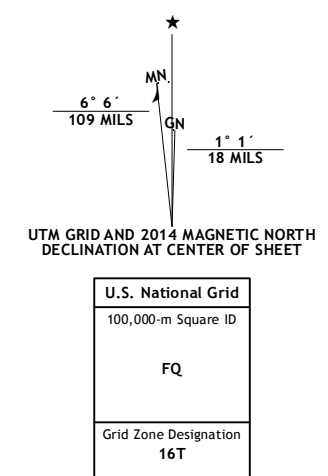 MN.
6° 6´
109 MILS
GN
1° 1´
18 MILS
UTM GRID AND 2014 MAGNETIC NORTH
DECLINATION AT CENTER OF SHEET
U.S. National Grid
100,000-m Square ID
FQ
Grid Zone Designation
16T